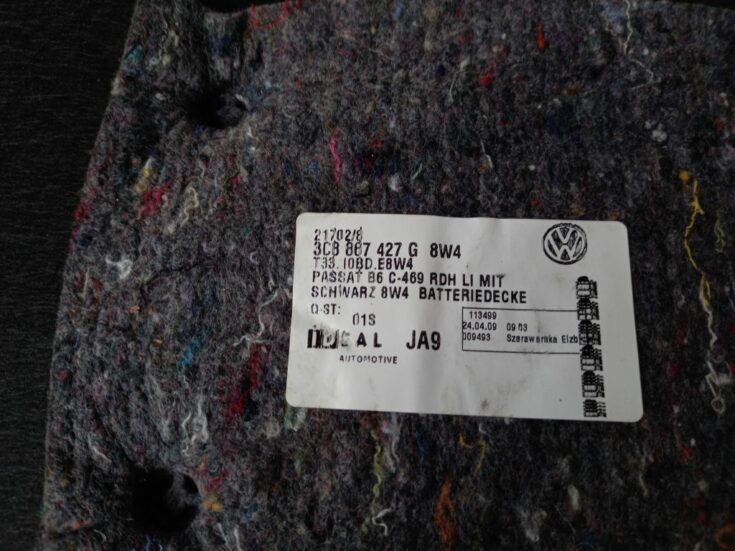 21702/8
3C8 867 427 G 8W4
T33.10BD.E8W4
PASSAT B6 C-469 RDH LI MIT
SCHWARZ 8W4 BATTERIEDECKE
Q-ST:
01S
JA9
AUTOMOTIVE
113499
24.04.09 09 03
009493 Szarawarska Elzb